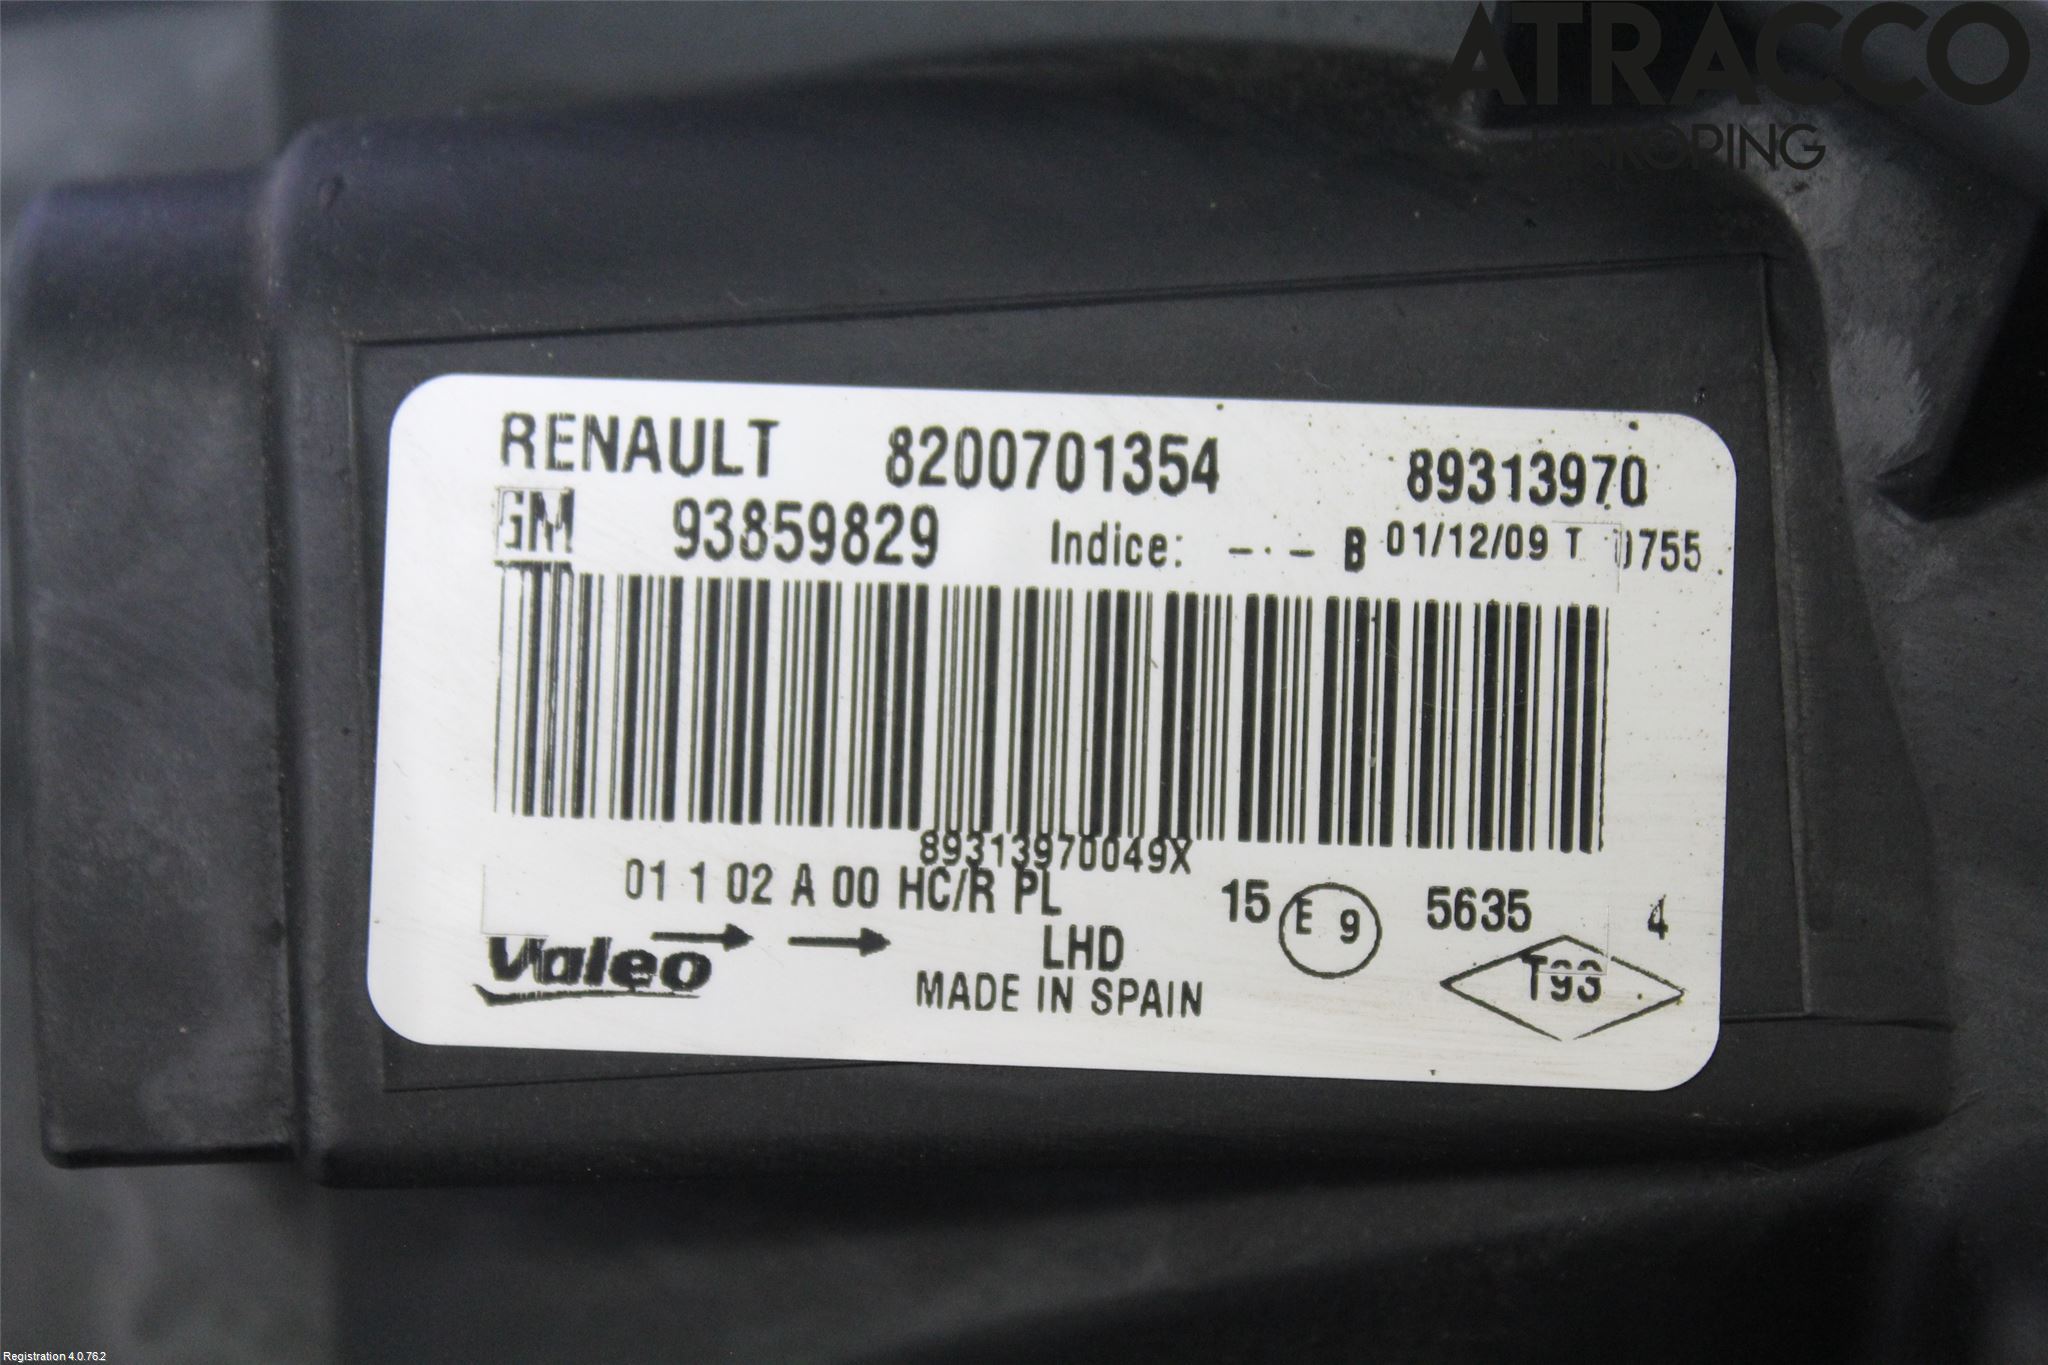 ATRACCO
LINKÖPING
RENAULT 8200701354 89313970
GM 93859829 Indice: -·- B 01/12/09 T 0755
89313970049X
01 1 02 A 00 HC/R PL 15 E 9 5635 4
Valeo LHD
MADE IN SPAIN T93
Registration 4.0.76.2